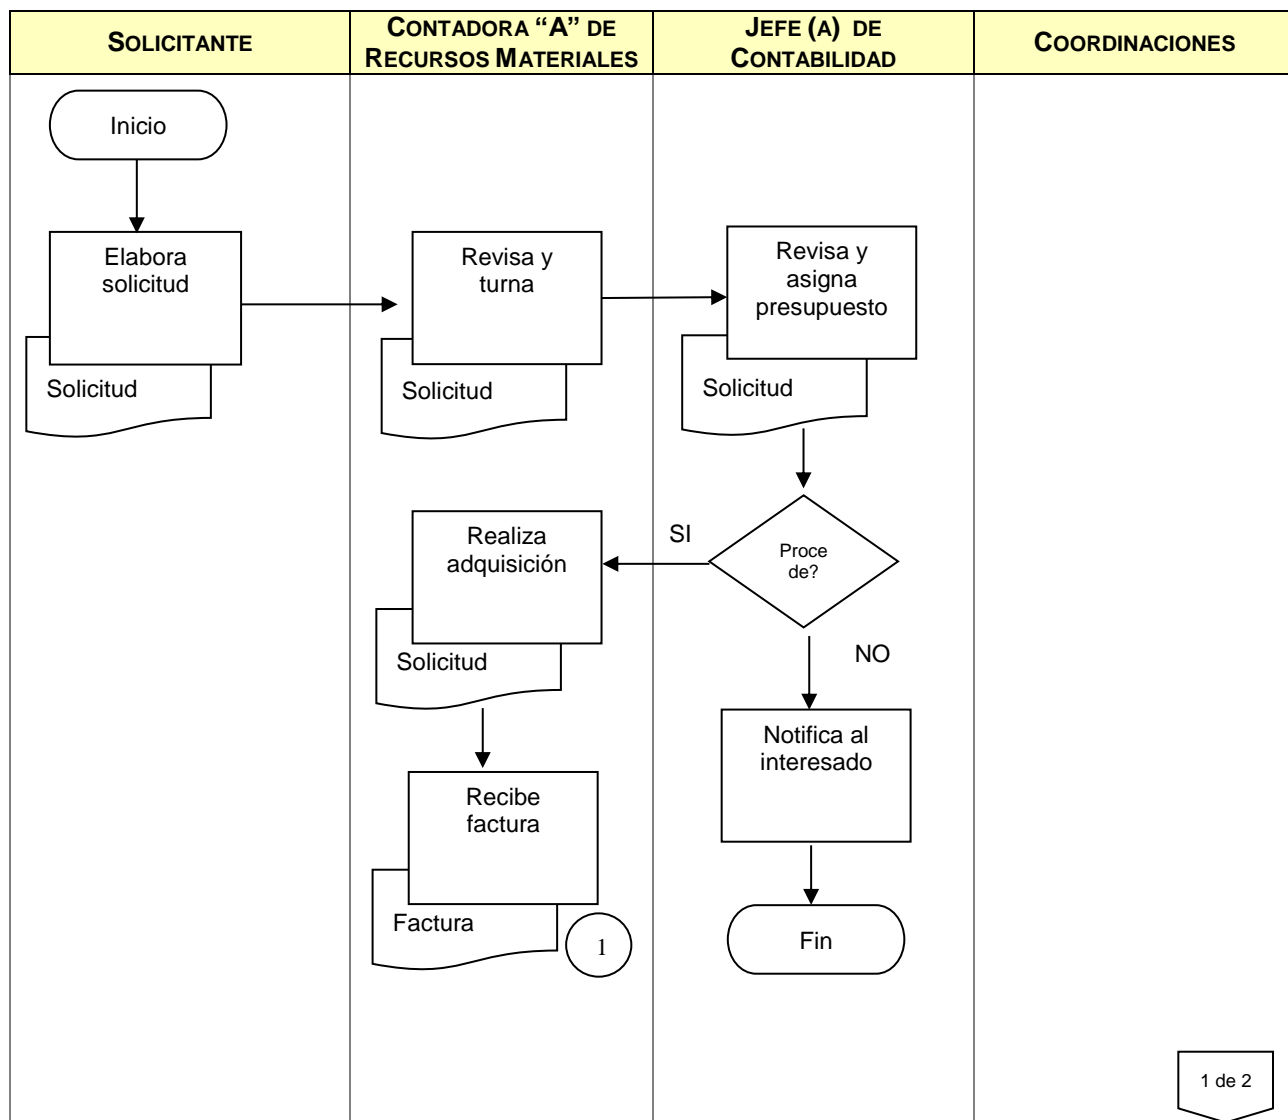 SOLICITANTE
CONTADORA “A” DE
RECURSOS MATERIALES
JEFE (A) DE
CONTABILIDAD
COORDINACIONES
Inicio
Elabora
solicitud
Solicitud
Revisa y
turna
Solicitud
Revisa y
asigna
presupuesto
Solicitud
Proce
de?
SI
NO
Realiza
adquisición
Solicitud
Notifica al
interesado
Recibe
factura
Factura
1
Fin
1 de 2